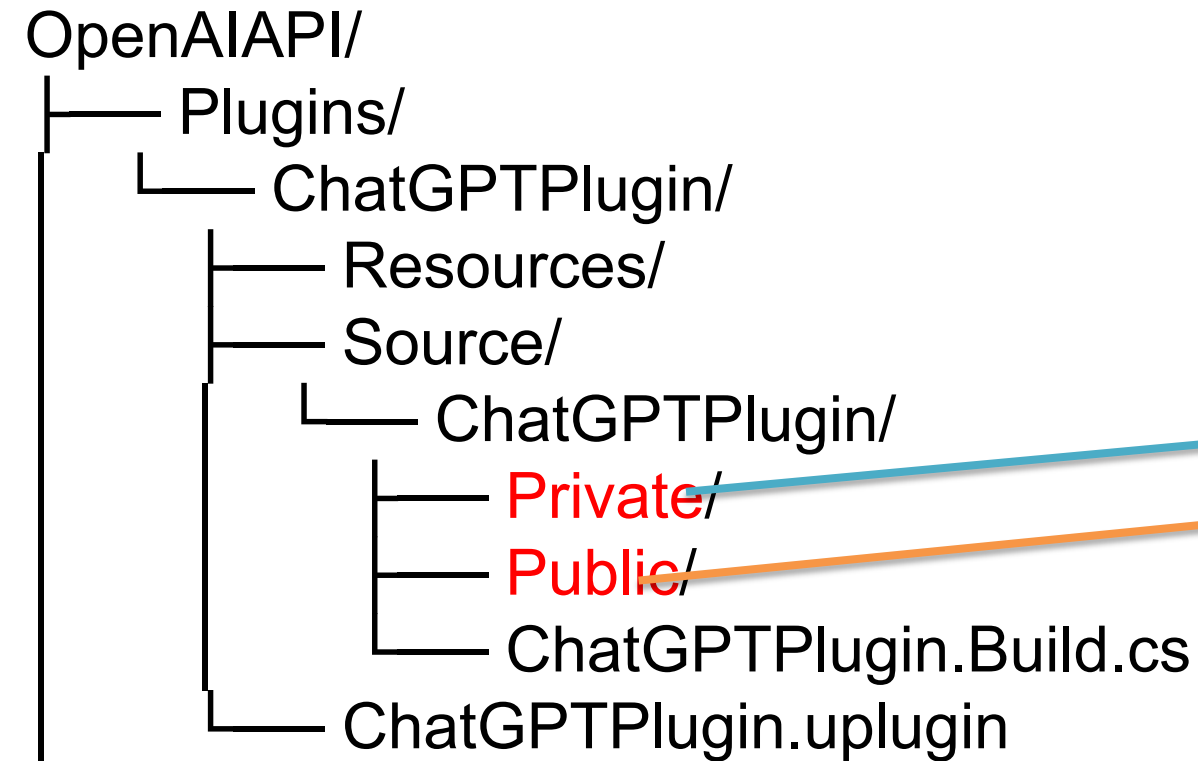 OpenAIAPI/
Plugins/
ChatGPTPlugin/
Resources/
Source/
ChatGPTPlugin/
Private/
Public/
ChatGPTPlugin.Build.cs
ChatGPTPlugin.uplugin